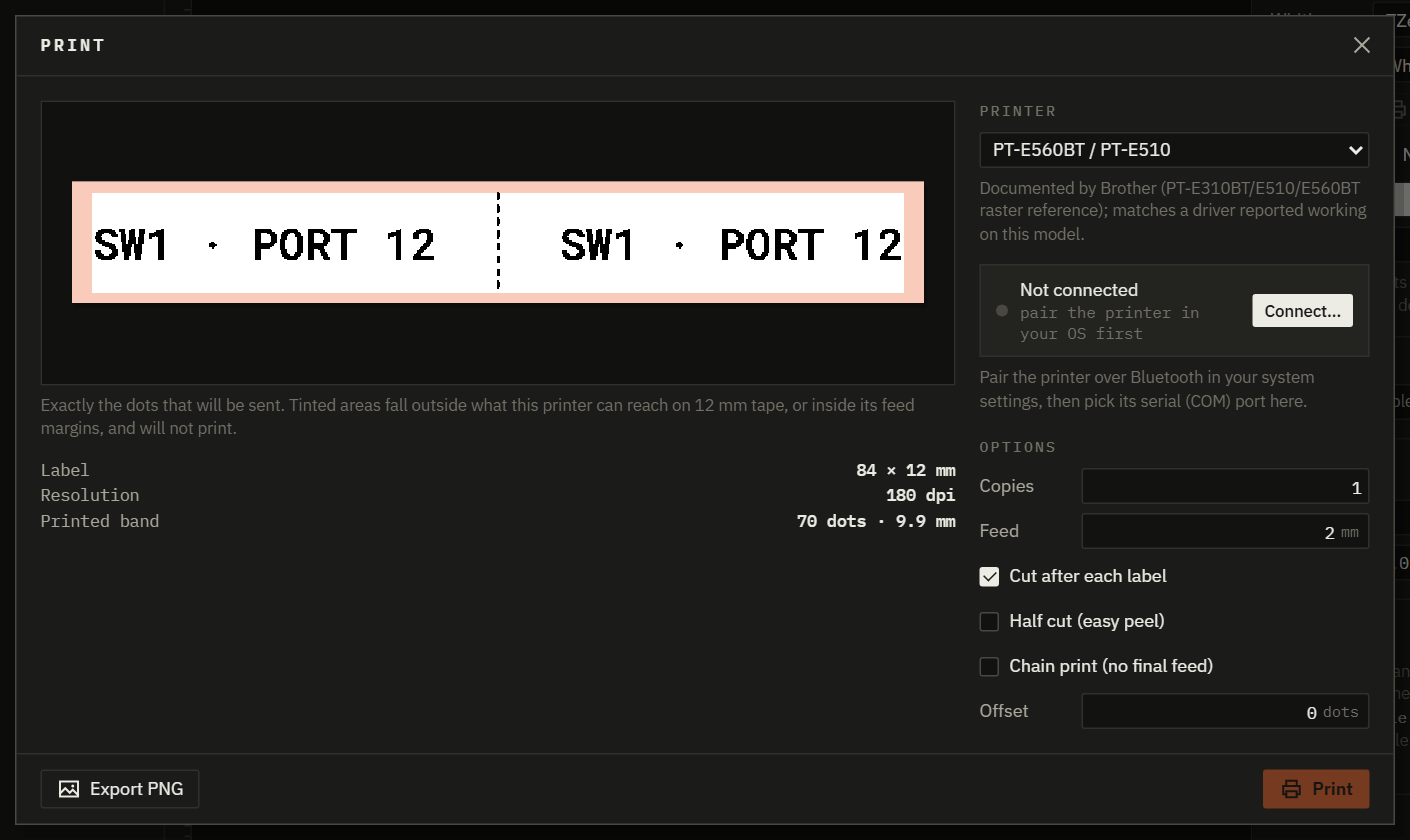 PRINT
SW1 · PORT 12 SW1 · PORT 12
Exactly the dots that will be sent. Tinted areas fall outside what this printer can reach on 12 mm tape, or inside its feed
margins, and will not print.
Label 84 × 12 mm
Resolution 180 dpi
Printed band 70 dots · 9.9 mm
PRINTER
PT-E560BT / PT-E510
Documented by Brother (PT-E310BT/E510/E560BT
raster reference); matches a driver reported working
on this model.
Not connected
pair the printer in
your OS first
Connect...
Pair the printer over Bluetooth in your system
settings, then pick its serial (COM) port here.
OPTIONS
Copies 1
Feed 2 mm
Cut after each label
Half cut (easy peel)
Chain print (no final feed)
Offset 0 dots
Export PNG
Print